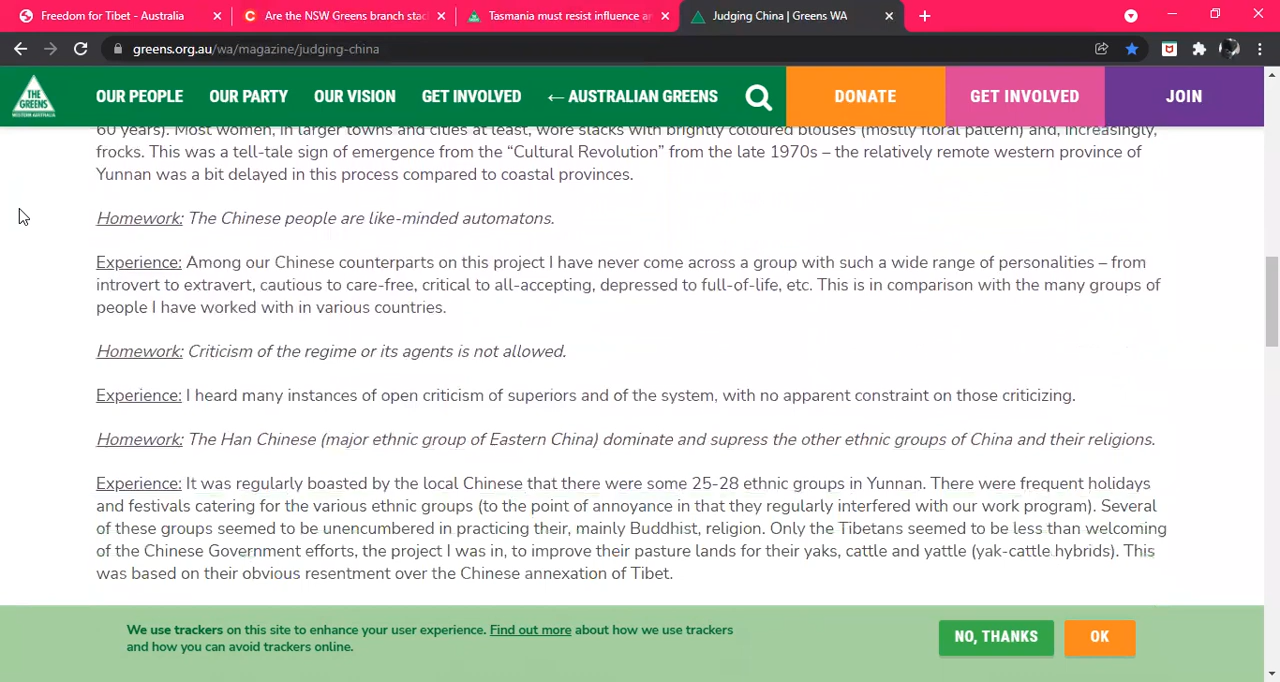 Freedom for Tibet - Australia
Are the NSW Greens branch stac
Tasmania must resist influence an
Judging China | Greens WA
greens.org.au/wa/magazine/judging-china
THE
GREENS
WESTERN AUSTRALIA
OUR PEOPLE
OUR PARTY
OUR VISION
GET INVOLVED
← AUSTRALIAN GREENS
DONATE
GET INVOLVED
JOIN
60 years). Most women, in larger towns and cities at least, wore slacks with brightly coloured blouses (mostly floral pattern) and, increasingly,
frocks. This was a tell-tale sign of emergence from the “Cultural Revolution” from the late 1970s – the relatively remote western province of
Yunnan was a bit delayed in this process compared to coastal provinces.
Homework: The Chinese people are like-minded automatons.
Experience: Among our Chinese counterparts on this project I have never come across a group with such a wide range of personalities – from
introvert to extravert, cautious to care-free, critical to all-accepting, depressed to full-of-life, etc. This is in comparison with the many groups of
people I have worked with in various countries.
Homework: Criticism of the regime or its agents is not allowed.
Experience: I heard many instances of open criticism of superiors and of the system, with no apparent constraint on those criticizing.
Homework: The Han Chinese (major ethnic group of Eastern China) dominate and supress the other ethnic groups of China and their religions.
Experience: It was regularly boasted by the local Chinese that there were some 25-28 ethnic groups in Yunnan. There were frequent holidays
and festivals catering for the various ethnic groups (to the point of annoyance in that they regularly interfered with our work program). Several
of these groups seemed to be unencumbered in practicing their, mainly Buddhist, religion. Only the Tibetans seemed to be less than welcoming
of the Chinese Government efforts, the project I was in, to improve their pasture lands for their yaks, cattle and yattle (yak-cattle hybrids). This
was based on their obvious resentment over the Chinese annexation of Tibet.
We use trackers on this site to enhance your user experience. Find out more about how we use trackers
and how you can avoid trackers online.
NO, THANKS
OK